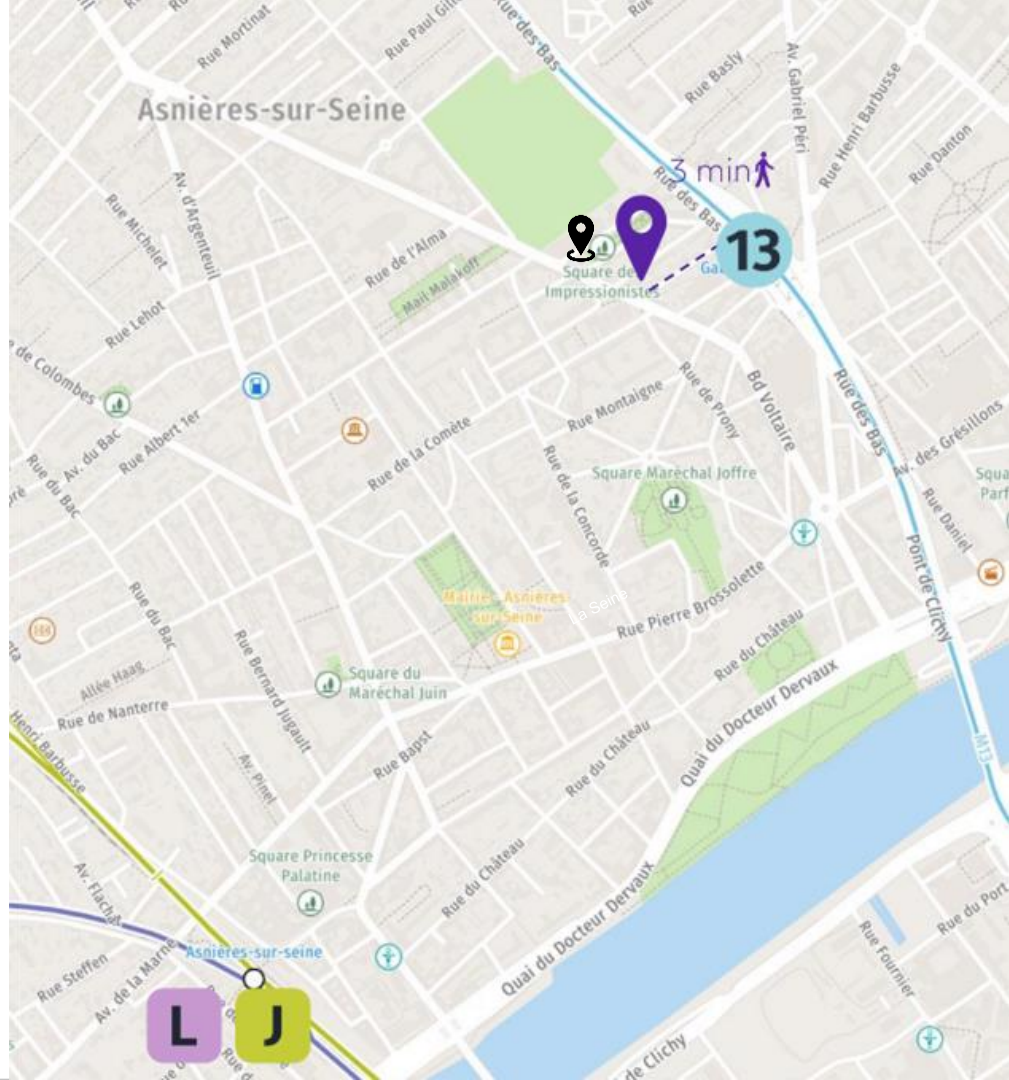 Rue Mortinat
Rue des Bas
Rue Basly
Av. Gabriel Péri
Rue Henri Barbusse
Rue Danton
Asnières-sur-Seine
3 min
Rue des Bas
13
Av. d'Argenteuil
Rue Michelet
Rue de l'Alma
Mail Malakoff
Square
Impressionistes
Rue Lehot
de Colombes
Av. du Bac
Rue Albert 1er
Rue du Bac
Rue de la Comète
Rue Montaigne
Rue de Prony
Bd Voltaire
Rue des Bas
Av. des Grésillons
Rue de la Concorde
Square Maréchal Joffre
Rue Daniel
Pont de Clichy
Mairie - Asnières
sur-Seine
la Seine
Rue Pierre Brossolette
Rue du Château
Rue du Bac
Rue Bernard Jugault
Allée Haag
Square du
Maréchal Juin
Rue de Nanterre
Henri Barbusse
Rue Bapst
Av. Pinel
Rue du Château
Quai du Docteur Dervaux
M13
Square Princesse
Palatine
Rue du Château
Quai du Docteur Dervaux
Av. Flachat
Asnières-sur-seine
Rue Steffen
Av. de la Marne
L
J
Rue Fournier
Rue du Port
de Clichy